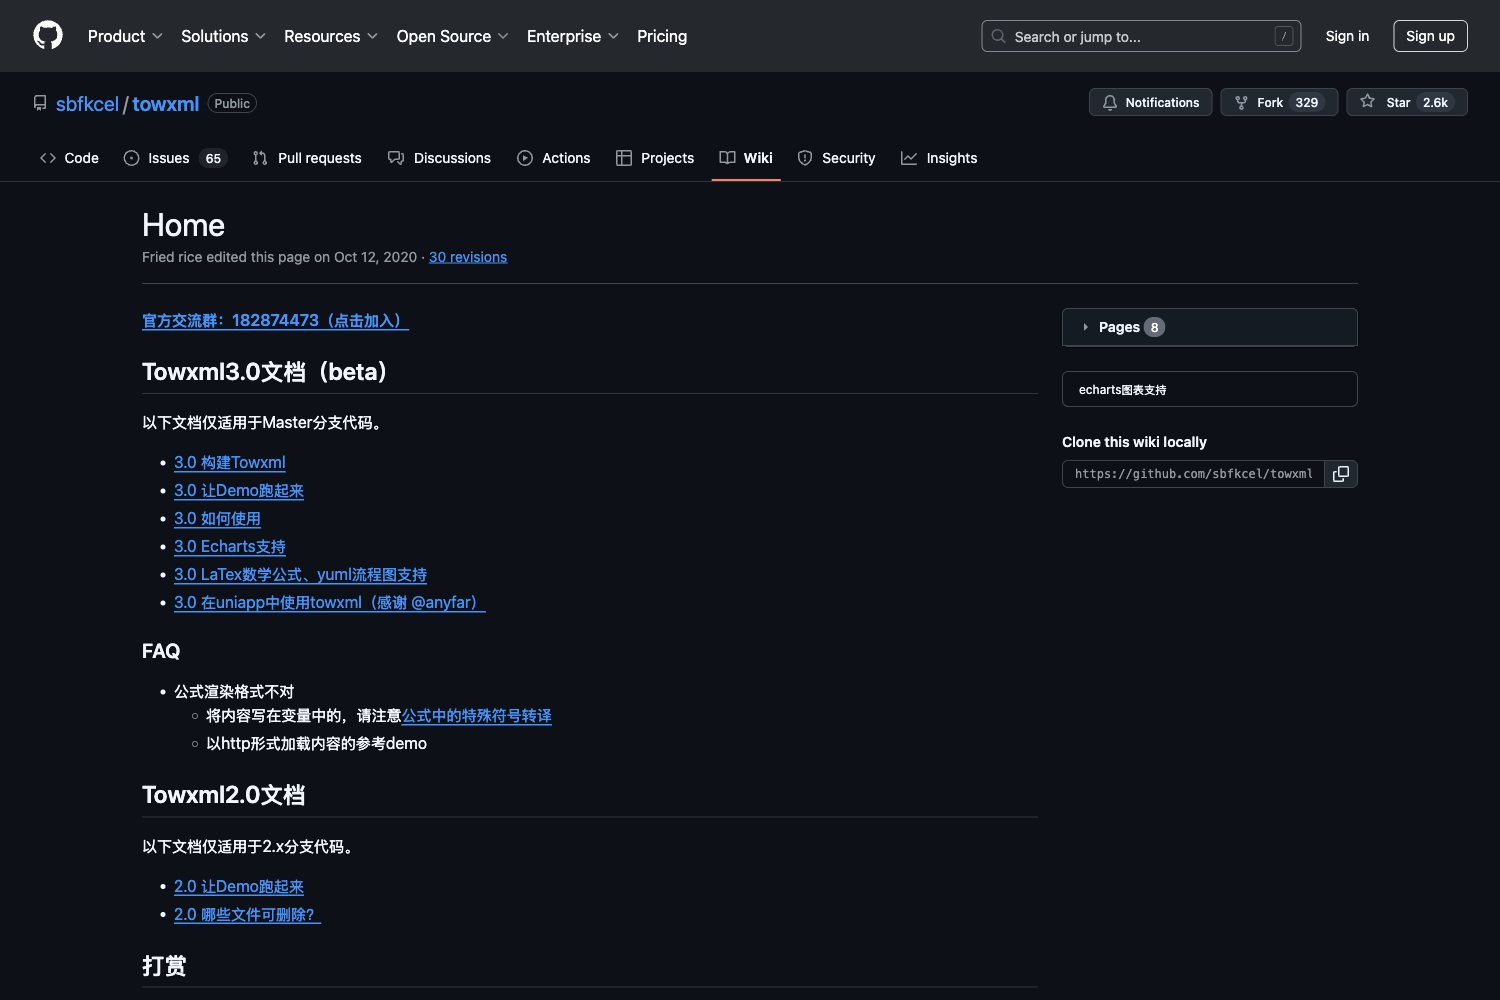 Product Solutions Resources Open Source Enterprise Pricing Search or jump to... / Sign in Sign up
sbfkcel / towxml Public Notifications Fork 329 Star 2.6k
Code Issues 65 Pull requests Discussions Actions Projects Wiki Security Insights
Home
Fried rice edited this page on Oct 12, 2020 · 30 revisions
官方交流群：182874473（点击加入）
Towxml3.0文档（beta）
以下文档仅适用于Master分支代码。
• 3.0 构建Towxml
• 3.0 让Demo跑起来
• 3.0 如何使用
• 3.0 Echarts支持
• 3.0 LaTex数学公式、yuml流程图支持
• 3.0 在uniapp中使用towxml（感谢 @anyfar）
FAQ
• 公式渲染格式不对
◦ 将内容写在变量中的，请注意公式中的特殊符号转译
◦ 以http形式加载内容的参考demo
Towxml2.0文档
以下文档仅适用于2.x分支代码。
• 2.0 让Demo跑起来
• 2.0 哪些文件可删除？
打赏
Pages 8
echarts图表支持
Clone this wiki locally
https://github.com/sbfkcel/towxml